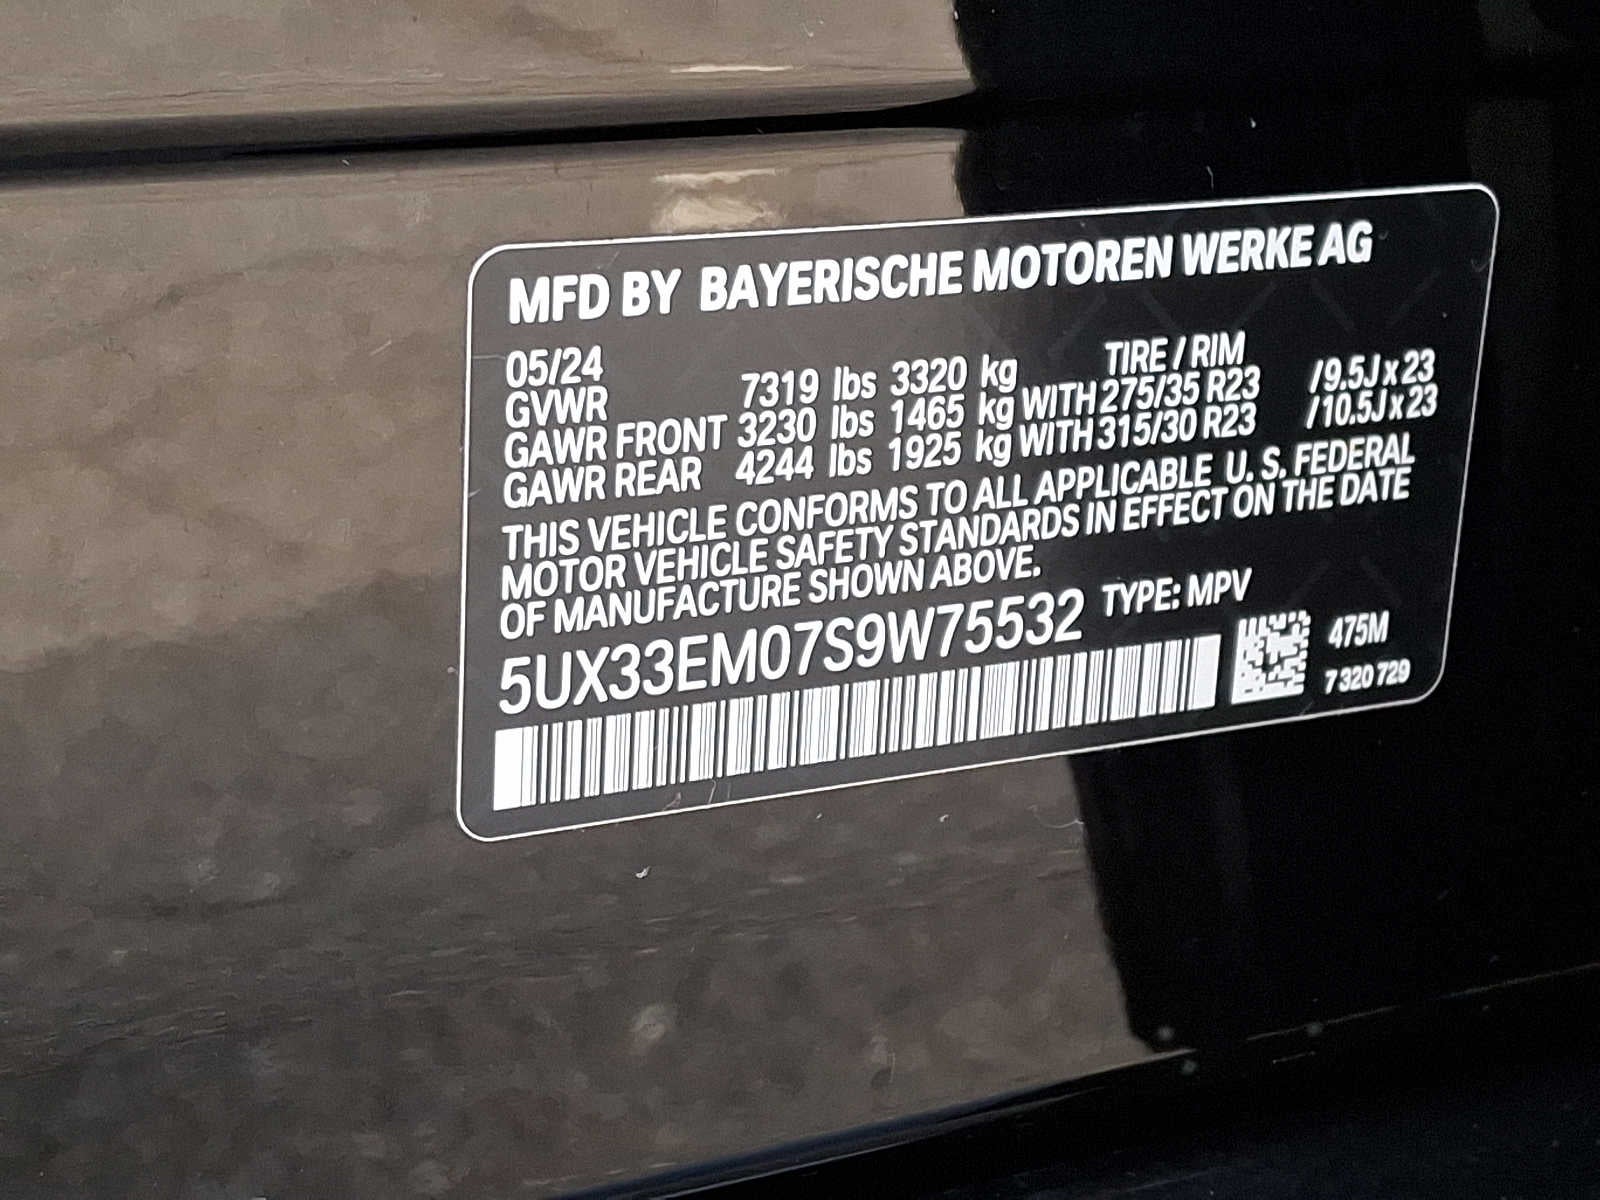 MFD BY BAYERISCHE MOTOREN WERKE AG
05/24 TIRE / RIM
GVWR 7319 lbs 3320 kg
GAWR FRONT 3230 lbs 1465 kg WITH 275/35 R23 /9.5J x 23
GAWR REAR 4244 lbs 1925 kg WITH 315/30 R23 /10.5J x 23
THIS VEHICLE CONFORMS TO ALL APPLICABLE U. S. FEDERAL
MOTOR VEHICLE SAFETY STANDARDS IN EFFECT ON THE DATE
OF MANUFACTURE SHOWN ABOVE.
5UX33EM07S9W75532 TYPE: MPV
475M
7 320 729